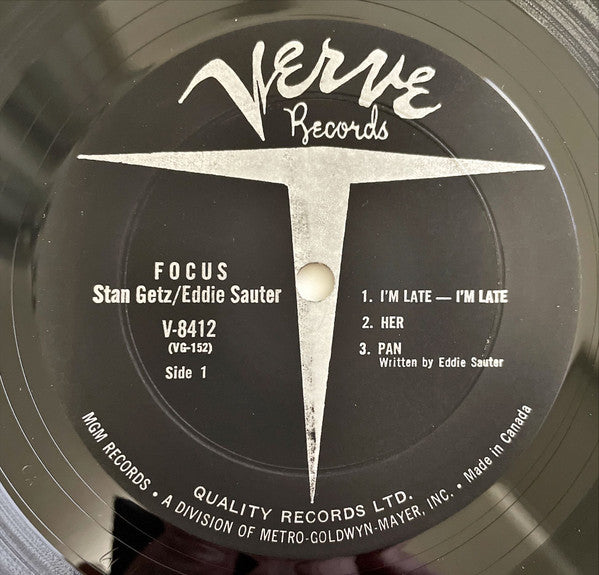 Verve
Records
FOCUS
Stan Getz/Eddie Sauter
V-8412
(VG-152)
Side 1
1. I'M LATE — I'M LATE
2. HER
3. PAN
Written by Eddie Sauter
QUALITY RECORDS LTD.
MGM RECORDS • A DIVISION OF METRO-GOLDWYN-MAYER, INC. • Made in Canada